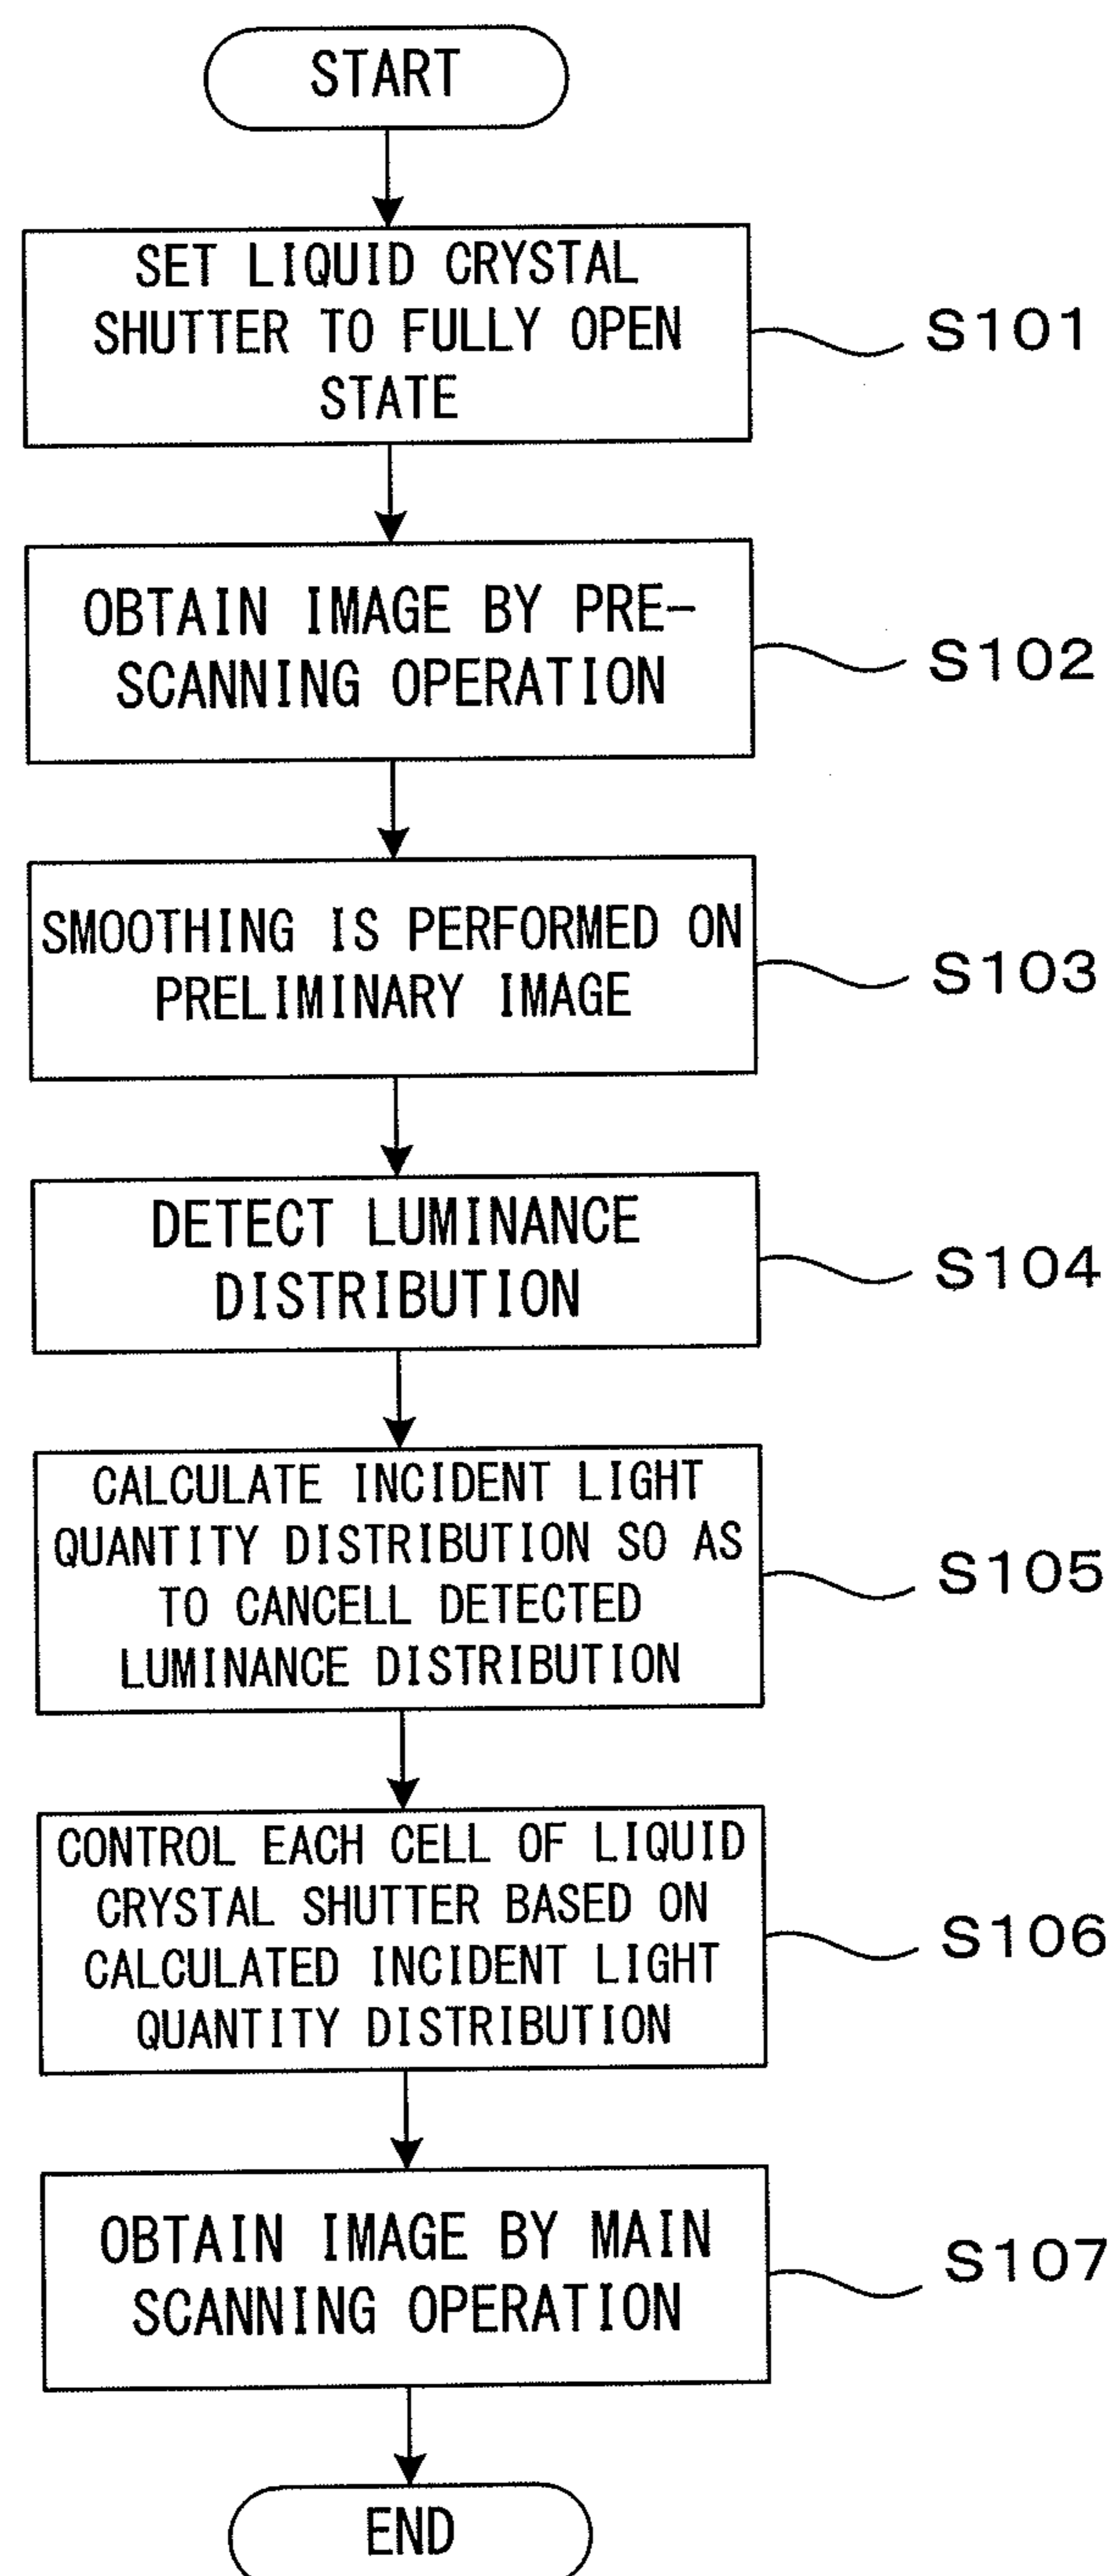 START
SET LIQUID CRYSTAL
SHUTTER TO FULLY OPEN
STATE
S101
OBTAIN IMAGE BY PRE-
SCANNING OPERATION
S102
SMOOTHING IS PERFORMED ON
PRELIMINARY IMAGE
S103
DETECT LUMINANCE
DISTRIBUTION
S104
CALCULATE INCIDENT LIGHT
QUANTITY DISTRIBUTION SO AS
TO CANCELL DETECTED
LUMINANCE DISTRIBUTION
S105
CONTROL EACH CELL OF LIQUID
CRYSTAL SHUTTER BASED ON
CALCULATED INCIDENT LIGHT
QUANTITY DISTRIBUTION
S106
OBTAIN IMAGE BY MAIN
SCANNING OPERATION
S107
END